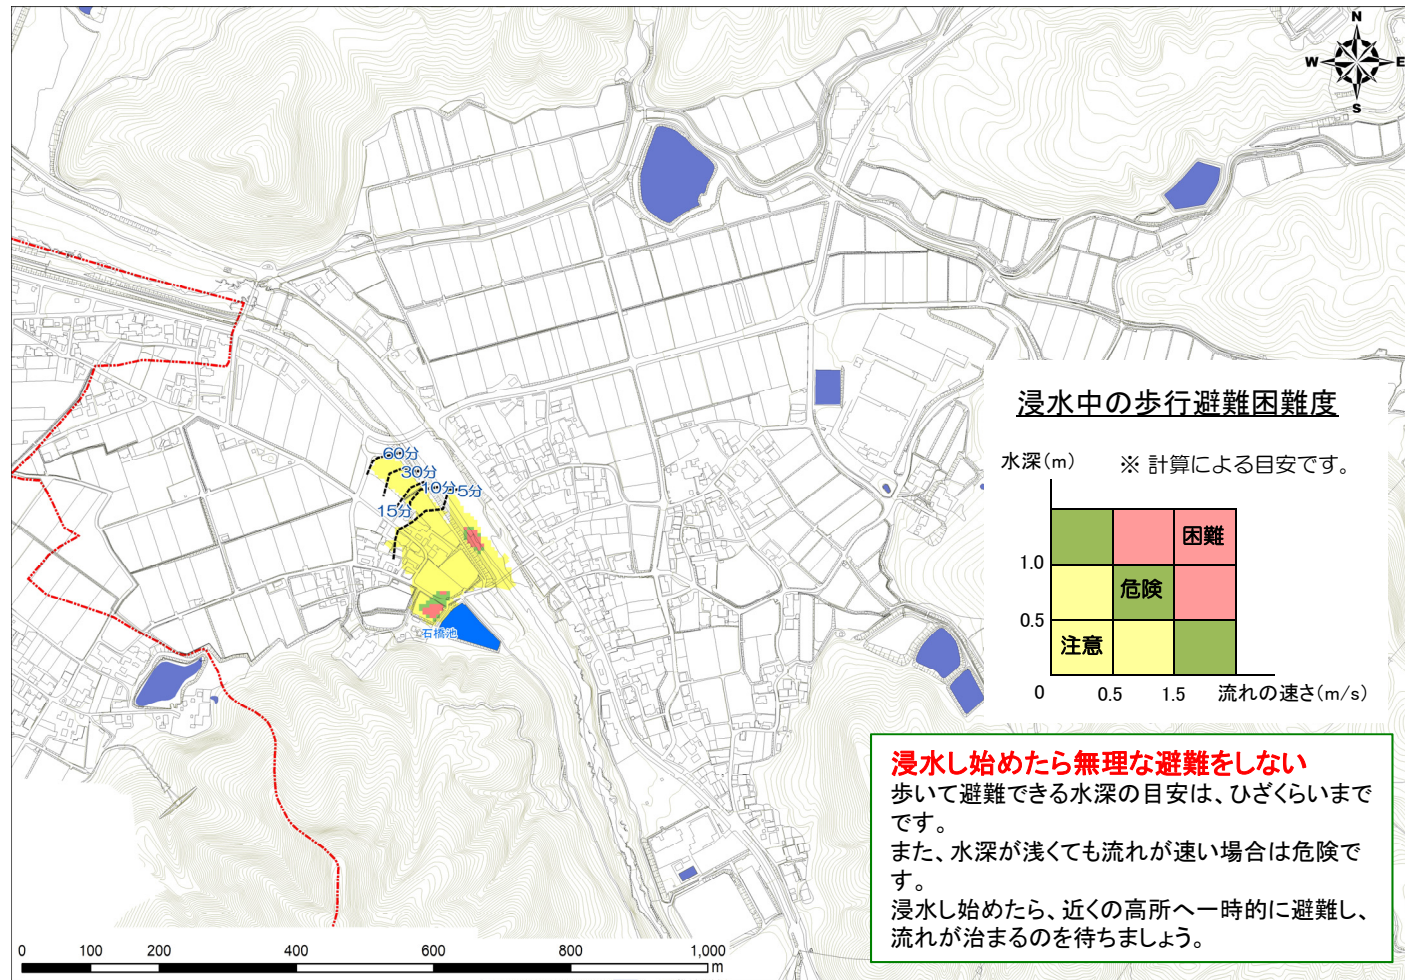 N
W
E
S
60分
30分
10分
5分
15分
石橋池
浸水中の歩行避難困難度
水深(m)
※ 計算による目安です。
困難
1.0
危険
0.5
注意
0
0.5
1.5
流れの速さ(m/s)
浸水し始めたら無理な避難をしない
歩いて避難できる水深の目安は、ひざくらいまで
です。
また、水深が浅くても流れが速い場合は危険で
す。
浸水し始めたら、近くの高所へ一時的に避難し、
流れが治まるのを待ちましょう。
0
100
200
400
600
800
1,000
m